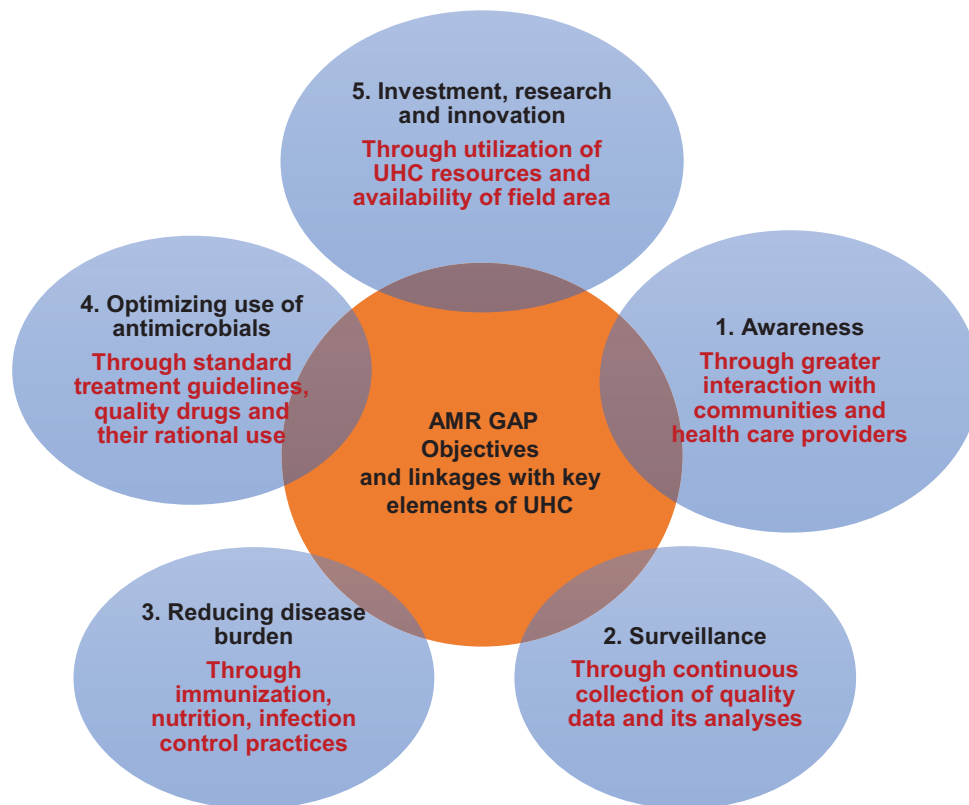 5. Investment, research
and innovation
Through utilization of
UHC resources and
availability of field area
4. Optimizing use of
antimicrobials
Through standard
treatment guidelines,
quality drugs and
their rational use
1. Awareness
Through greater
interaction with
communities and
health care providers
AMR GAP
Objectives
and linkages with key
elements of UHC
3. Reducing disease
burden
Through
immunization,
nutrition, infection
control practices
2. Surveillance
Through continuous
collection of quality
data and its analyses